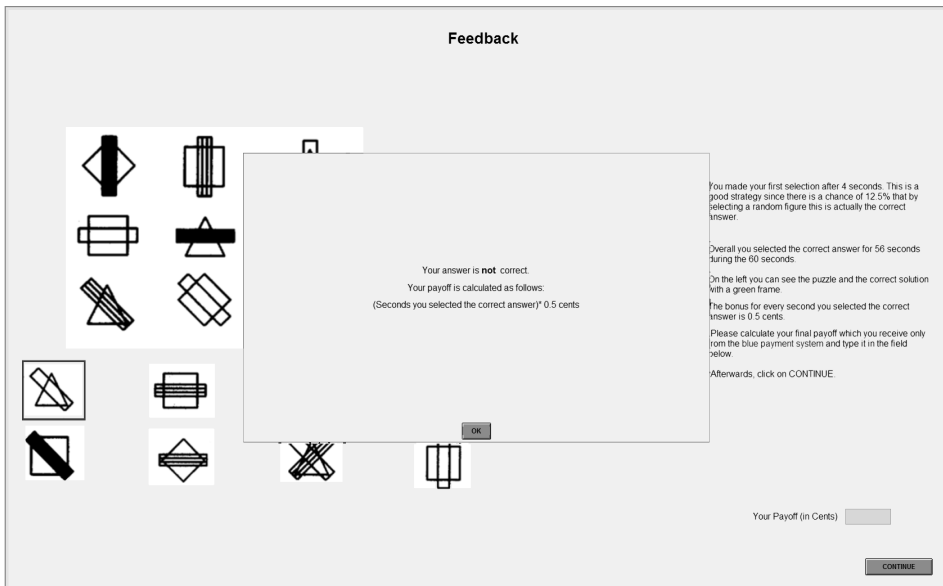 Feedback
You made your first selection after 4 seconds. This is a
good strategy since there is a chance of 12.5% that by
selecting a random figure this is actually the correct
answer.
Overall you selected the correct answer for 56 seconds
during the 60 seconds.
On the left you can see the puzzle and the correct solution
with a green frame.
The bonus for every second you selected the correct
answer is 0.5 cents.
Please calculate your final payoff which you receive only
from the blue payment system and type it in the field
below.
Afterwards, click on CONTINUE.
Your answer is not correct.
Your payoff is calculated as follows:
(Seconds you selected the correct answer)* 0.5 cents
OK
Your Payoff (in Cents)
CONTINUE